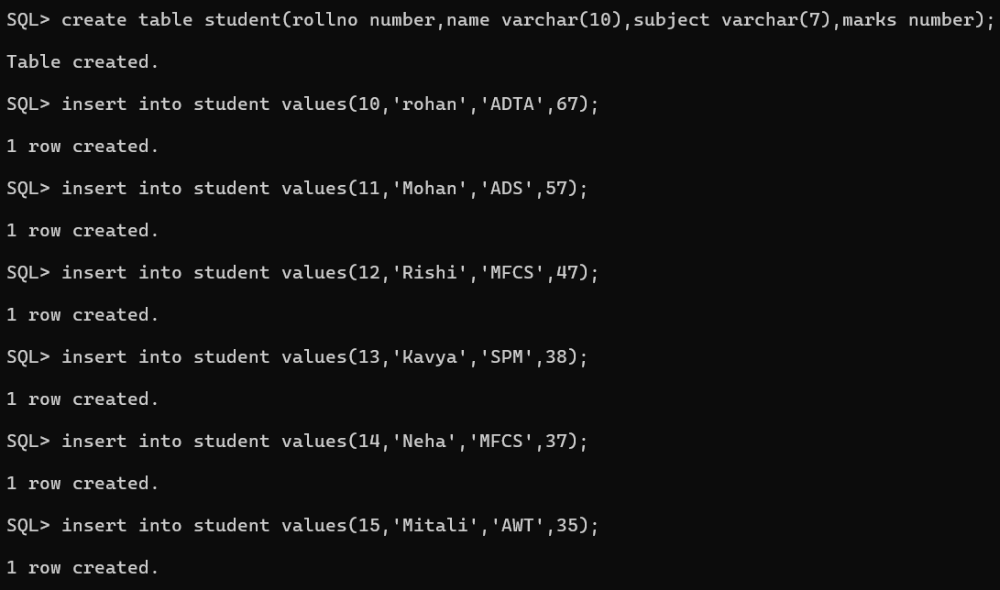 SQL> create table student(rollno number,name varchar(10),subject varchar(7),marks number);
Table created.
SQL> insert into student values(10,'rohan','ADTA',67);
1 row created.
SQL> insert into student values(11,'Mohan','ADS',57);
1 row created.
SQL> insert into student values(12,'Rishi','MFCS',47);
1 row created.
SQL> insert into student values(13,'Kavya','SPM',38);
1 row created.
SQL> insert into student values(14,'Neha','MFCS',37);
1 row created.
SQL> insert into student values(15,'Mitali','AWT',35);
1 row created.